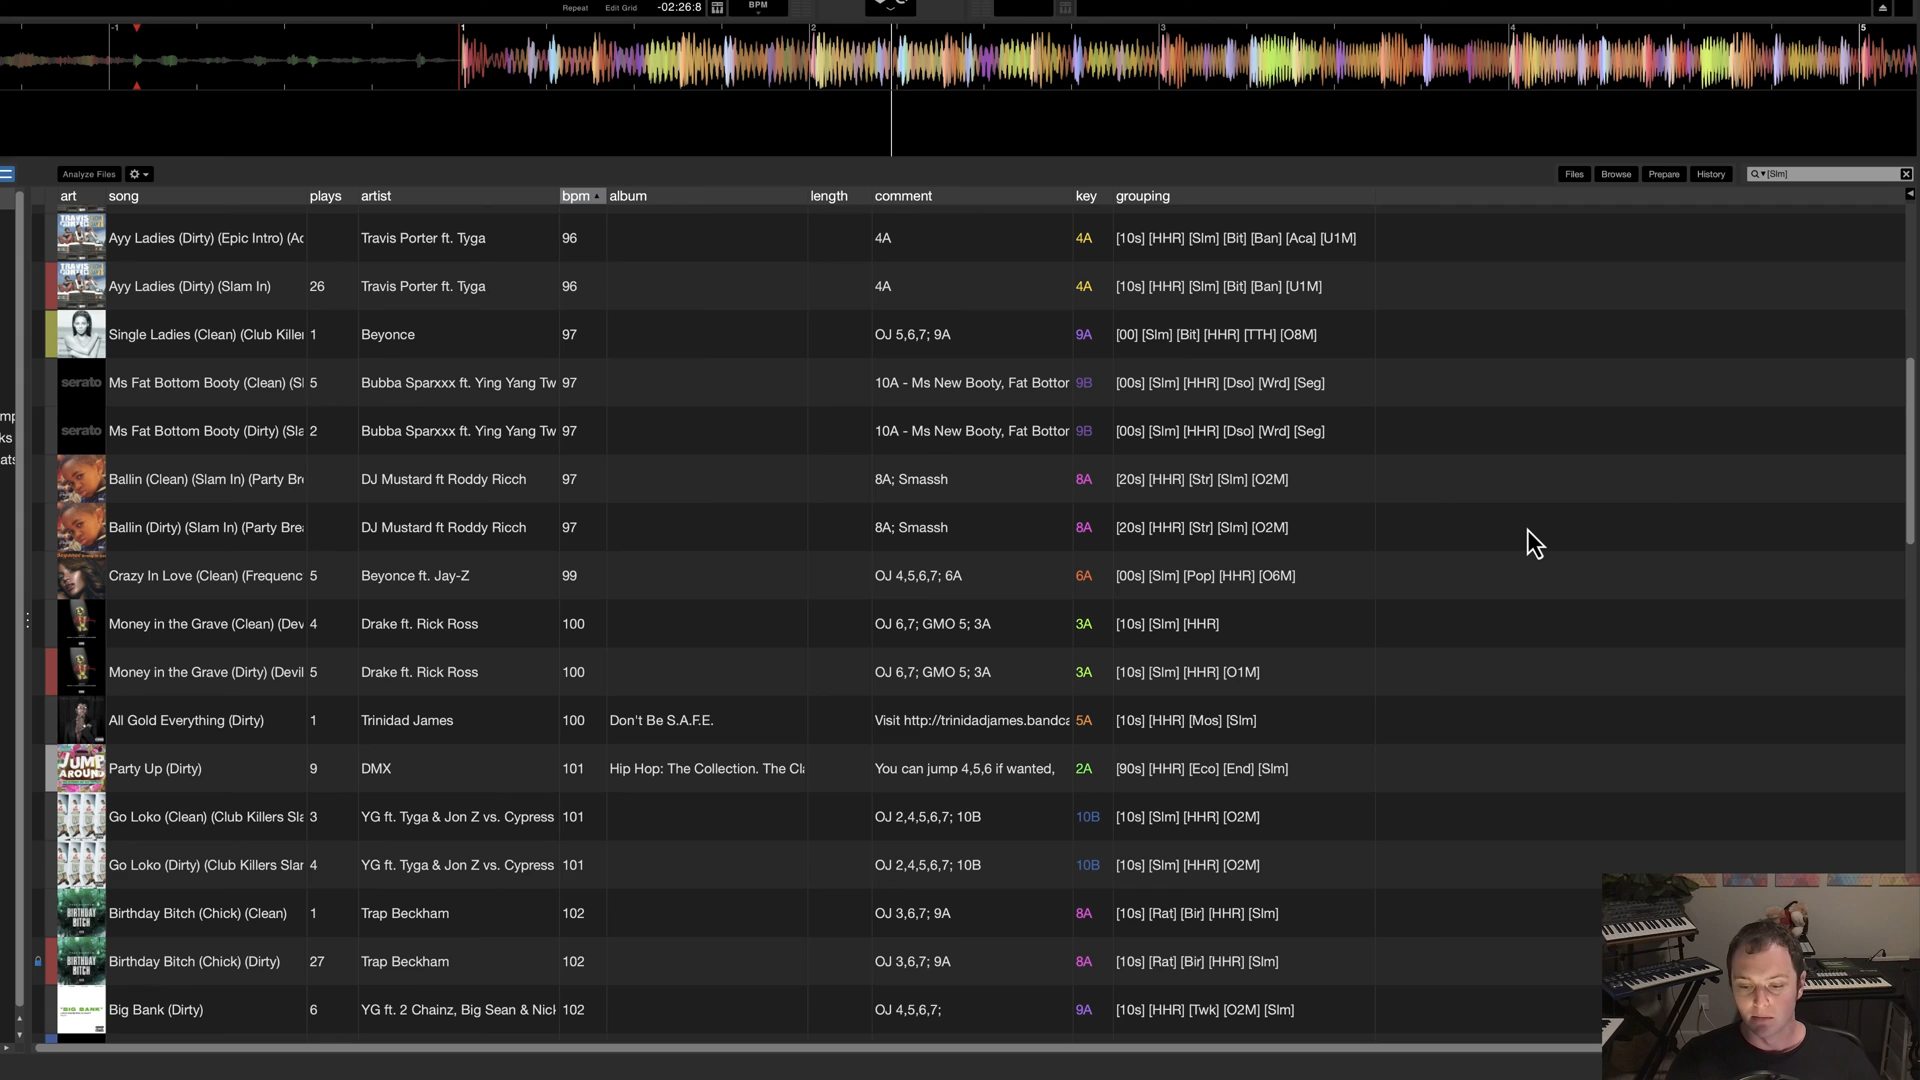 Repeat Edit Grid -02:26:8 BPM
-1 1 2 3 4 5
Analyze Files Files Browse Prepare History [Slm]
art song plays artist bpm album length comment key grouping
Ayy Ladies (Dirty) (Epic Intro) (Ac Travis Porter ft. Tyga 96 4A 4A [10s] [HHR] [Slm] [Bit] [Ban] [Aca] [U1M]
Ayy Ladies (Dirty) (Slam In) 26 Travis Porter ft. Tyga 96 4A 4A [10s] [HHR] [Slm] [Bit] [Ban] [U1M]
Single Ladies (Clean) (Club Killer 1 Beyonce 97 OJ 5,6,7; 9A 9A [00] [Slm] [Bit] [HHR] [TTH] [O8M]
serato Ms Fat Bottom Booty (Clean) (Sl 5 Bubba Sparxxx ft. Ying Yang Tw 97 10A - Ms New Booty, Fat Bottor 9B [00s] [Slm] [HHR] [Dso] [Wrd] [Seg]
serato Ms Fat Bottom Booty (Dirty) (Sla 2 Bubba Sparxxx ft. Ying Yang Tw 97 10A - Ms New Booty, Fat Bottor 9B [00s] [Slm] [HHR] [Dso] [Wrd] [Seg]
Ballin (Clean) (Slam In) (Party Bre DJ Mustard ft Roddy Ricch 97 8A; Smassh 8A [20s] [HHR] [Str] [Slm] [O2M]
Ballin (Dirty) (Slam In) (Party Brea DJ Mustard ft Roddy Ricch 97 8A; Smassh 8A [20s] [HHR] [Str] [Slm] [O2M]
Crazy In Love (Clean) (Frequenc 5 Beyonce ft. Jay-Z 99 OJ 4,5,6,7; 6A 6A [00s] [Slm] [Pop] [HHR] [O6M]
Money in the Grave (Clean) (Dev 4 Drake ft. Rick Ross 100 OJ 6,7; GMO 5; 3A 3A [10s] [Slm] [HHR]
Money in the Grave (Dirty) (Devil 5 Drake ft. Rick Ross 100 OJ 6,7; GMO 5; 3A 3A [10s] [Slm] [HHR] [O1M]
All Gold Everything (Dirty) 1 Trinidad James 100 Don't Be S.A.F.E. Visit http://trinidadjames.bandca 5A [10s] [HHR] [Mos] [Slm]
JUMP AROUND Party Up (Dirty) 9 DMX 101 Hip Hop: The Collection. The Cla You can jump 4,5,6 if wanted, 2A [90s] [HHR] [Eco] [End] [Slm]
Go Loko (Clean) (Club Killers Sla 3 YG ft. Tyga & Jon Z vs. Cypress 101 OJ 2,4,5,6,7; 10B 10B [10s] [Slm] [HHR] [O2M]
Go Loko (Dirty) (Club Killers Slar 4 YG ft. Tyga & Jon Z vs. Cypress 101 OJ 2,4,5,6,7; 10B 10B [10s] [Slm] [HHR] [O2M]
BIRTHDAY BITCH Birthday Bitch (Chick) (Clean) 1 Trap Beckham 102 OJ 3,6,7; 9A 8A [10s] [Rat] [Bir] [HHR] [Slm]
BIRTHDAY BITCH Birthday Bitch (Chick) (Dirty) 27 Trap Beckham 102 OJ 3,6,7; 9A 8A [10s] [Rat] [Bir] [HHR] [Slm]
"BIG BANK" Big Bank (Dirty) 6 YG ft. 2 Chainz, Big Sean & Nick 102 OJ 4,5,6,7; 9A [10s] [HHR] [Twk] [O2M] [Slm]